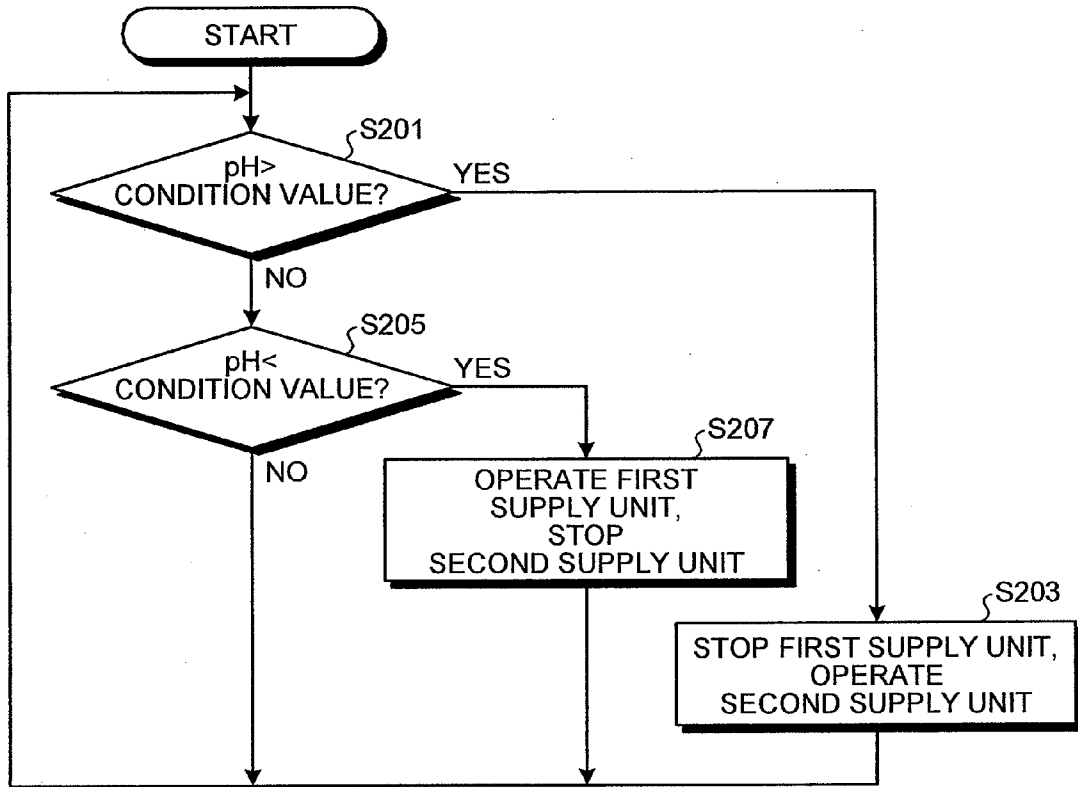 START
S201
pH>
CONDITION VALUE?
YES
NO
S205
pH<
CONDITION VALUE?
YES
NO
S207
OPERATE FIRST
SUPPLY UNIT,
STOP
SECOND SUPPLY UNIT
S203
STOP FIRST SUPPLY UNIT,
OPERATE
SECOND SUPPLY UNIT